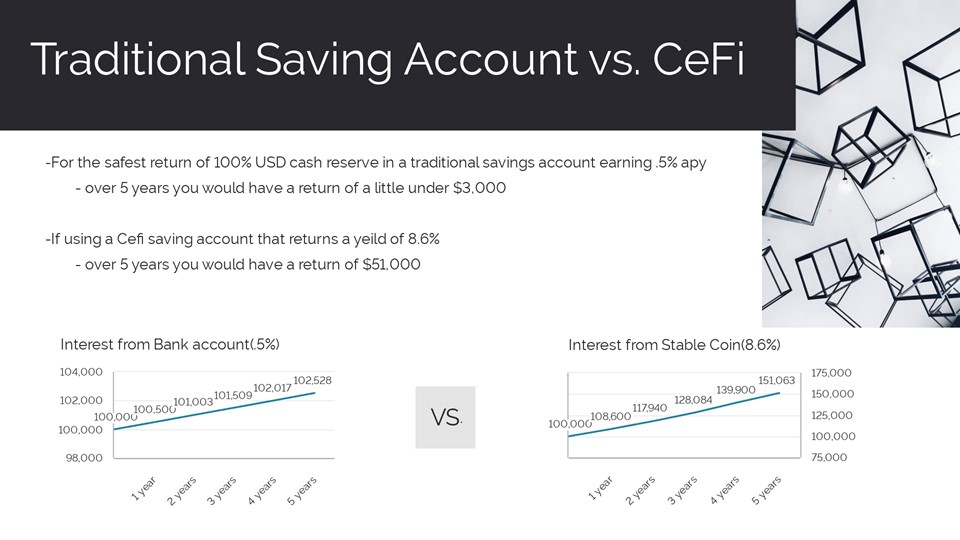 Traditional Saving Account vs. CeFi
-For the safest return of 100% USD cash reserve in a traditional savings account earning .5% apy
- over 5 years you would have a return of a little under $3,000
-If using a Cefi saving account that returns a yeild of 8.6%
- over 5 years you would have a return of $51,000
Interest from Bank account(.5%)
104,000
102,000
100,000
98,000
100,000
100,500
101,003
101,509
102,017
102,528
1 year
2 years
3 years
4 years
5 years
VS.
Interest from Stable Coin(8.6%)
100,000
108,600
117,940
128,084
139,900
151,063
175,000
150,000
125,000
100,000
75,000
1 year
2 years
3 years
4 years
5 years